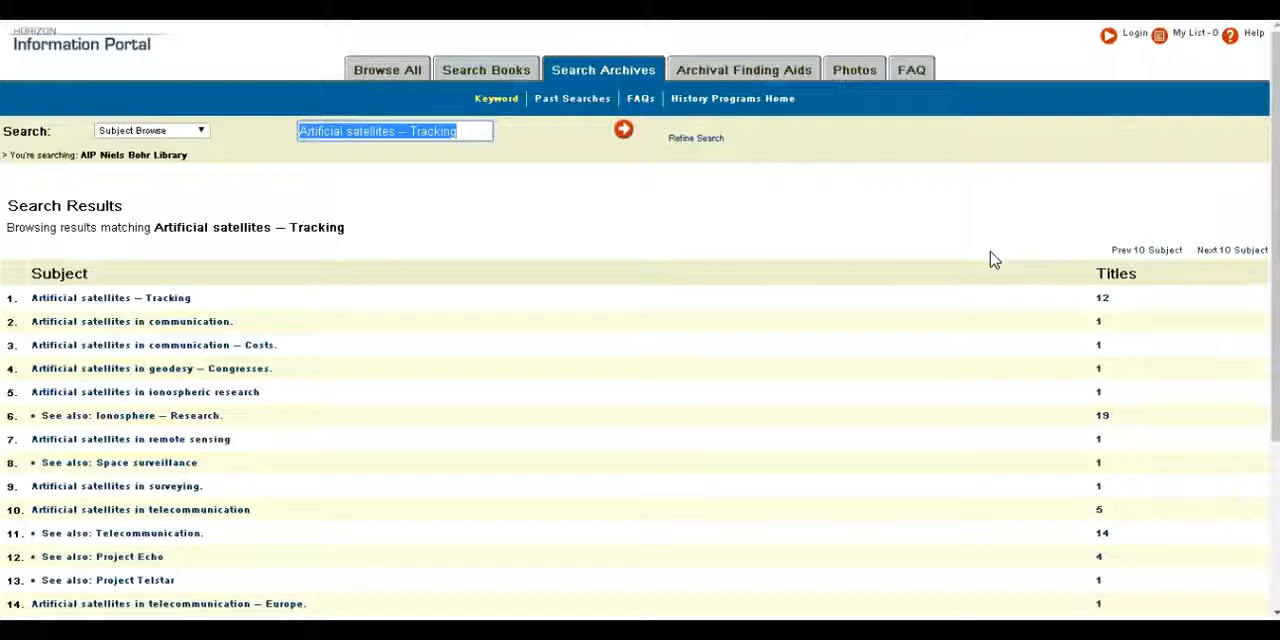 HORIZON
Information Portal
Login My List - 0 Help
Browse All Search Books Search Archives Archival Finding Aids Photos FAQ
Keyword Past Searches FAQs History Programs Home
Search: Subject Browse Artificial satellites – Tracking Refine Search
> You're searching: AIP Niels Bohr Library
Search Results
Browsing results matching Artificial satellites – Tracking
Prev 10 Subject Next 10 Subject
Subject Titles
1. Artificial satellites – Tracking 12
2. Artificial satellites in communication. 1
3. Artificial satellites in communication – Costs. 1
4. Artificial satellites in geodesy – Congresses. 1
5. Artificial satellites in ionospheric research 1
6. • See also: Ionosphere – Research. 19
7. Artificial satellites in remote sensing 1
8. • See also: Space surveillance 1
9. Artificial satellites in surveying. 1
10. Artificial satellites in telecommunication 5
11. • See also: Telecommunication. 14
12. • See also: Project Echo 4
13. • See also: Project Telstar 1
14. Artificial satellites in telecommunication – Europe. 1